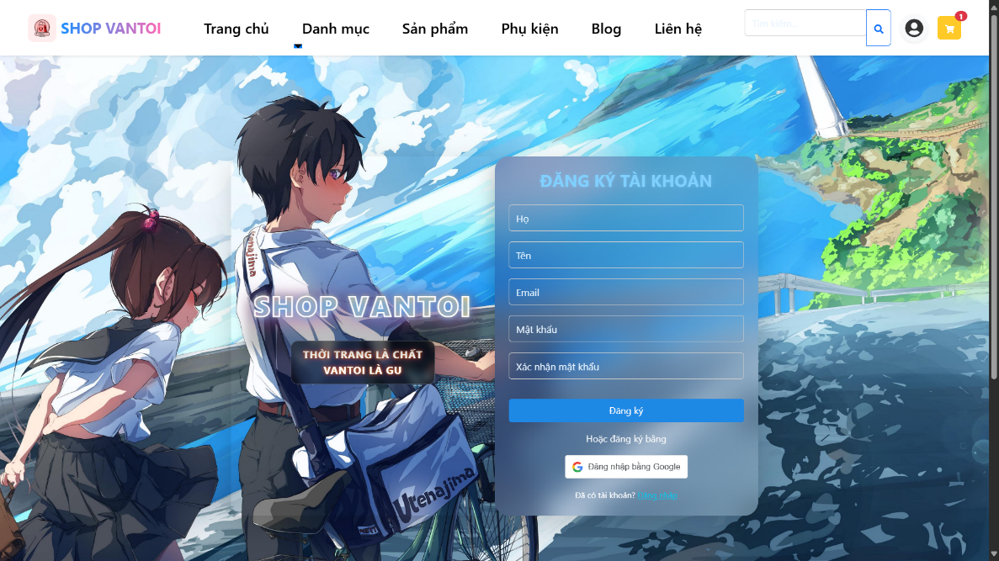 SHOP VANTOI
Trang chủ Danh mục Sản phẩm Phụ kiện Blog Liên hệ
Tìm kiếm...
1
ĐĂNG KÝ TÀI KHOẢN
Họ
Tên
Email
Mật khẩu
Xác nhận mật khẩu
Đăng ký
Hoặc đăng ký bằng
Đăng nhập bằng Google
Đã có tài khoản? Đăng nhập
SHOP VANTOI
THỜI TRANG LÀ CHẤT
VANTOI LÀ GU
Urenajima